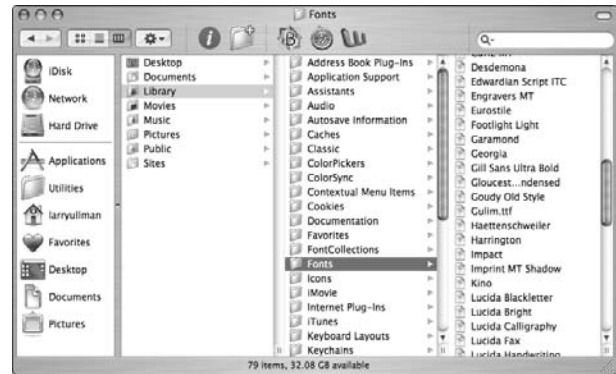 Fonts
Q-
iDisk
Network
Hard Drive
Applications
Utilities
larryullman
Favorites
Desktop
Documents
Pictures
Desktop
Documents
Library
Movies
Music
Pictures
Public
Sites
Address Book Plug-Ins
Application Support
Assistants
Audio
Autosave Information
Caches
Classic
ColorPickers
ColorSync
Contextual Menu Items
Cookies
Documentation
Favorites
FontCollections
Fonts
Icons
iMovie
Internet Plug-Ins
iTunes
Keyboard Layouts
Keychains
Desdemona
Edwardian Script ITC
Engravers MT
Eurostile
Footlight Light
Garamond
Georgia
Gill Sans Ultra Bold
Gloucest...ndensed
Goudy Old Style
Gulim.ttf
Haettenschweiler
Harrington
Impact
Imprint MT Shadow
Kino
Lucida Blackletter
Lucida Bright
Lucida Calligraphy
Lucida Fax
Lucida Handwriting
79 items, 32.08 GB available